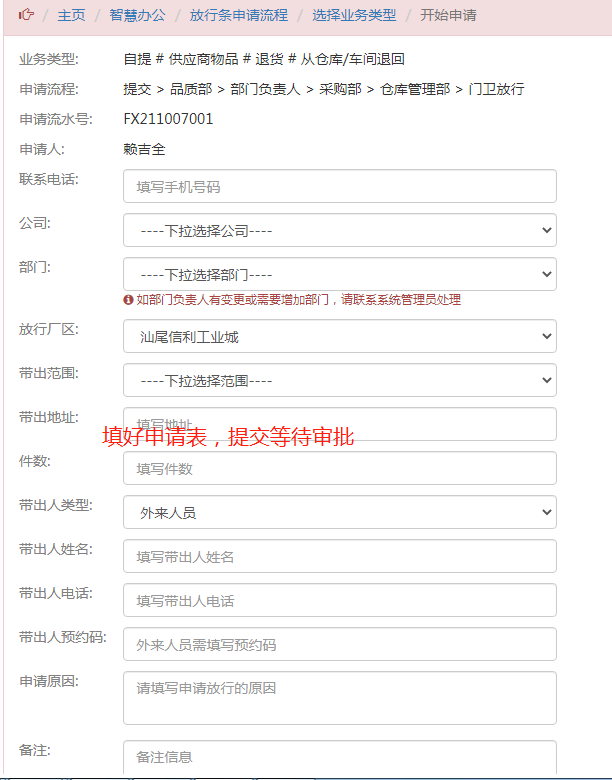 主页 / 智慧办公 / 放行条申请流程 / 选择业务类型 / 开始申请
业务类型: 自提 # 供应商物品 # 退货 # 从仓库/车间退回
申请流程: 提交 > 品质部 > 部门负责人 > 采购部 > 仓库管理部 > 门卫放行
申请流水号: FX211007001
申请人: 赖吉全
联系电话: 填写手机号码
公司: ----下拉选择公司----
部门: ----下拉选择部门----
如部门负责人有变更或需要增加部门，请联系系统管理员处理
放行厂区: 汕尾信利工业城
带出范围: ----下拉选择范围----
带出地址: 填写地址
填好申请表，提交等待审批
件数: 填写件数
带出人类型: 外来人员
带出人姓名: 填写带出人姓名
带出人电话: 填写带出人电话
带出人预约码: 外来人员需填写预约码
申请原因: 请填写申请放行的原因
备注: 备注信息